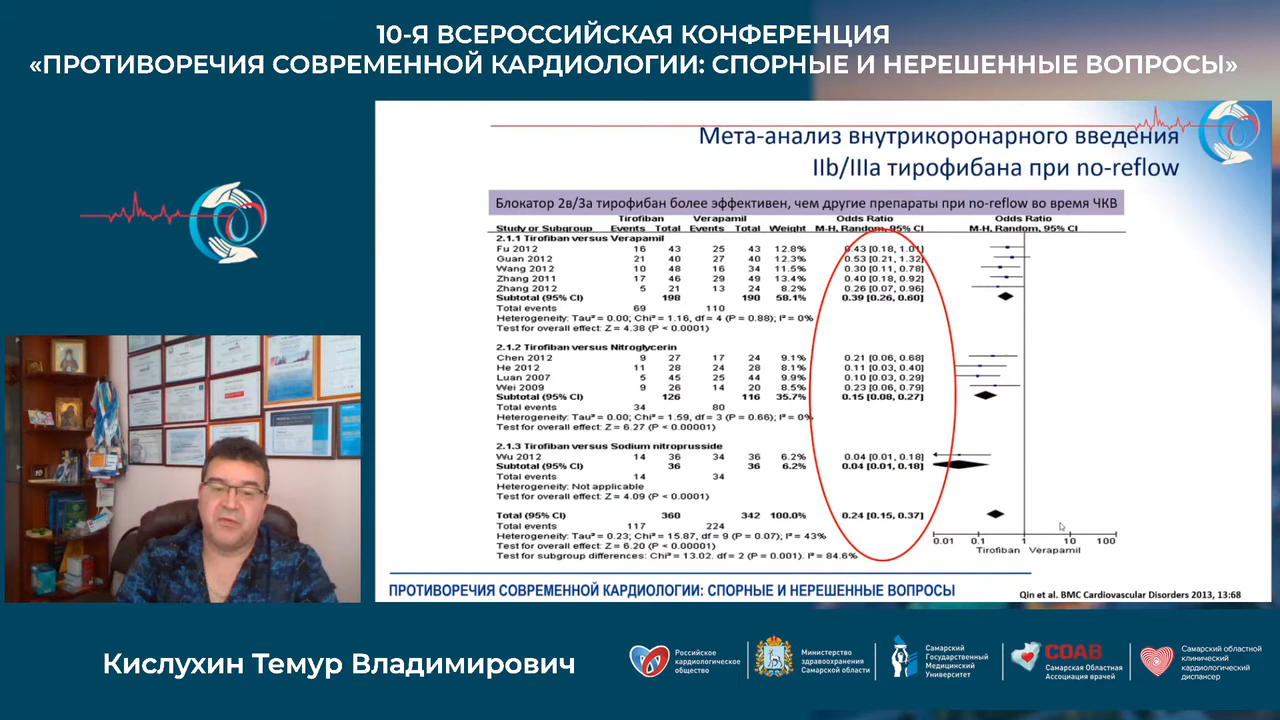 10-Я ВСЕРОССИЙСКАЯ КОНФЕРЕНЦИЯ
«ПРОТИВОРЕЧИЯ СОВРЕМЕННОЙ КАРДИОЛОГИИ: СПОРНЫЕ И НЕРЕШЕННЫЕ ВОПРОСЫ»
Мета-анализ внутрикоронарного введения
IIb/IIIa тирофибана при no-reflow
Блокатор 2в/3а тирофибан более эффективен, чем другие препараты при no-reflow во время ЧКВ
Tirofiban Verapamil Odds Ratio Odds Ratio
Study or Subgroup Events Total Events Total Weight M-H, Random, 95% CI M-H, Random, 95% CI
2.1.1 Tirofiban versus Verapamil
Fu 2012 16 43 25 43 12.8% 0.43 [0.18, 1.01]
Guan 2012 21 40 27 40 12.3% 0.53 [0.21, 1.32]
Wang 2012 10 48 16 34 11.5% 0.30 [0.11, 0.78]
Zhang 2011 17 46 29 49 13.4% 0.40 [0.18, 0.92]
Zhang 2012 5 21 13 24 8.2% 0.26 [0.07, 0.96]
Subtotal (95% CI) 198 190 58.1% 0.39 [0.26, 0.60]
Total events 69 110
Heterogeneity: Tau² = 0.00; Chi² = 1.16, df = 4 (P = 0.88); I² = 0%
Test for overall effect: Z = 4.38 (P < 0.0001)
2.1.2 Tirofiban versus Nitroglycerin
Chen 2012 9 27 17 24 9.1% 0.21 [0.06, 0.68]
He 2012 11 28 24 28 8.1% 0.11 [0.03, 0.40]
Luan 2007 5 45 25 44 9.9% 0.10 [0.03, 0.29]
Wei 2009 9 26 14 20 8.5% 0.23 [0.06, 0.79]
Subtotal (95% CI) 126 116 35.7% 0.15 [0.08, 0.27]
Total events 34 80
Heterogeneity: Tau² = 0.00; Chi² = 1.59, df = 3 (P = 0.66); I² = 0%
Test for overall effect: Z = 6.27 (P < 0.00001)
2.1.3 Tirofiban versus Sodium nitroprusside
Wu 2012 14 36 34 36 6.2% 0.04 [0.01, 0.18]
Subtotal (95% CI) 36 36 6.2% 0.04 [0.01, 0.18]
Total events 14 34
Heterogeneity: Not applicable
Test for overall effect: Z = 4.09 (P < 0.0001)
Total (95% CI) 360 342 100.0% 0.24 [0.15, 0.37]
Total events 117 224
Heterogeneity: Tau² = 0.23; Chi² = 15.87, df = 9 (P = 0.07); I² = 43%
Test for overall effect: Z = 6.20 (P < 0.00001)
Test for subgroup differences: Chi² = 13.02. df = 2 (P = 0.001). I² = 84.6%
0.01 0.1 1 10 100
Tirofiban Verapamil
ПРОТИВОРЕЧИЯ СОВРЕМЕННОЙ КАРДИОЛОГИИ: СПОРНЫЕ И НЕРЕШЕННЫЕ ВОПРОСЫ
Qin et al. BMC Cardiovascular Disorders 2013, 13:68
Кислухин Темур Владимирович
Российское
кардиологическое
общество
Министерство
здравоохранения
Самарской области
Самарский
Государственный
Медицинский
Университет
СОАВ
Самарская Областная
Ассоциация врачей
Самарский областной
клинический
кардиологический
диспансер